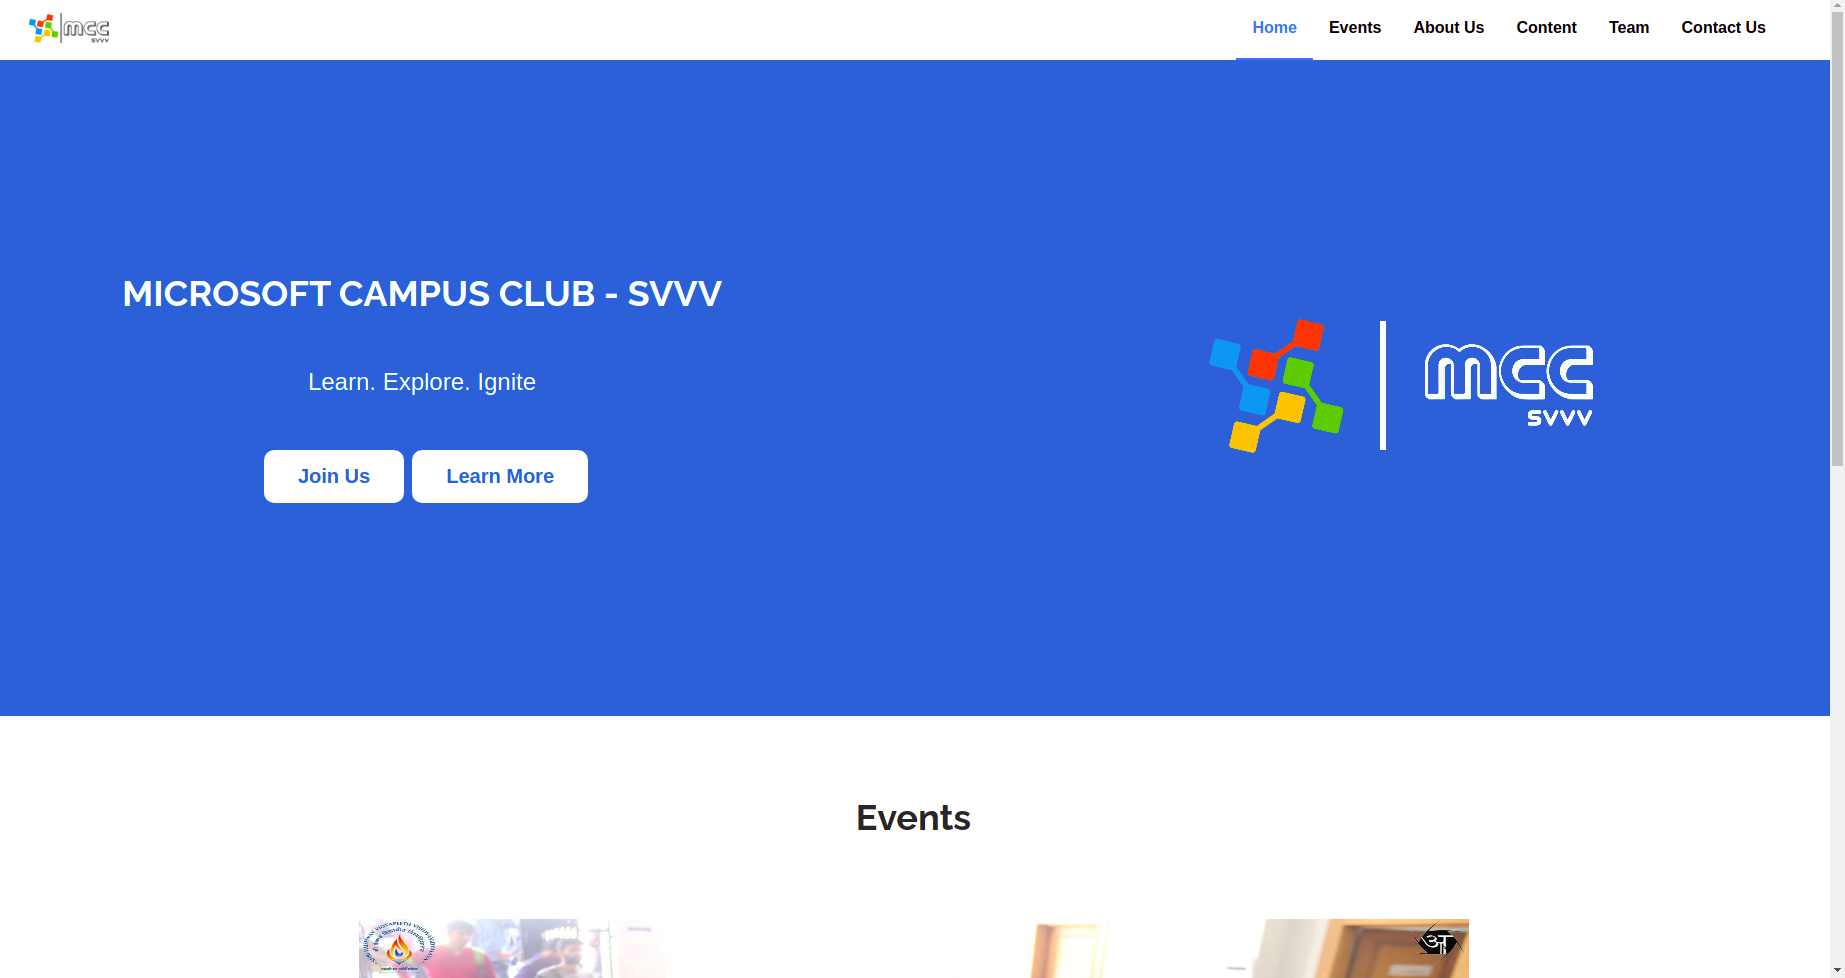 mcc
svvv
Home
Events
About Us
Content
Team
Contact Us
MICROSOFT CAMPUS CLUB - SVVV
Learn. Explore. Ignite
Join Us
Learn More
mcc
svvv
Events